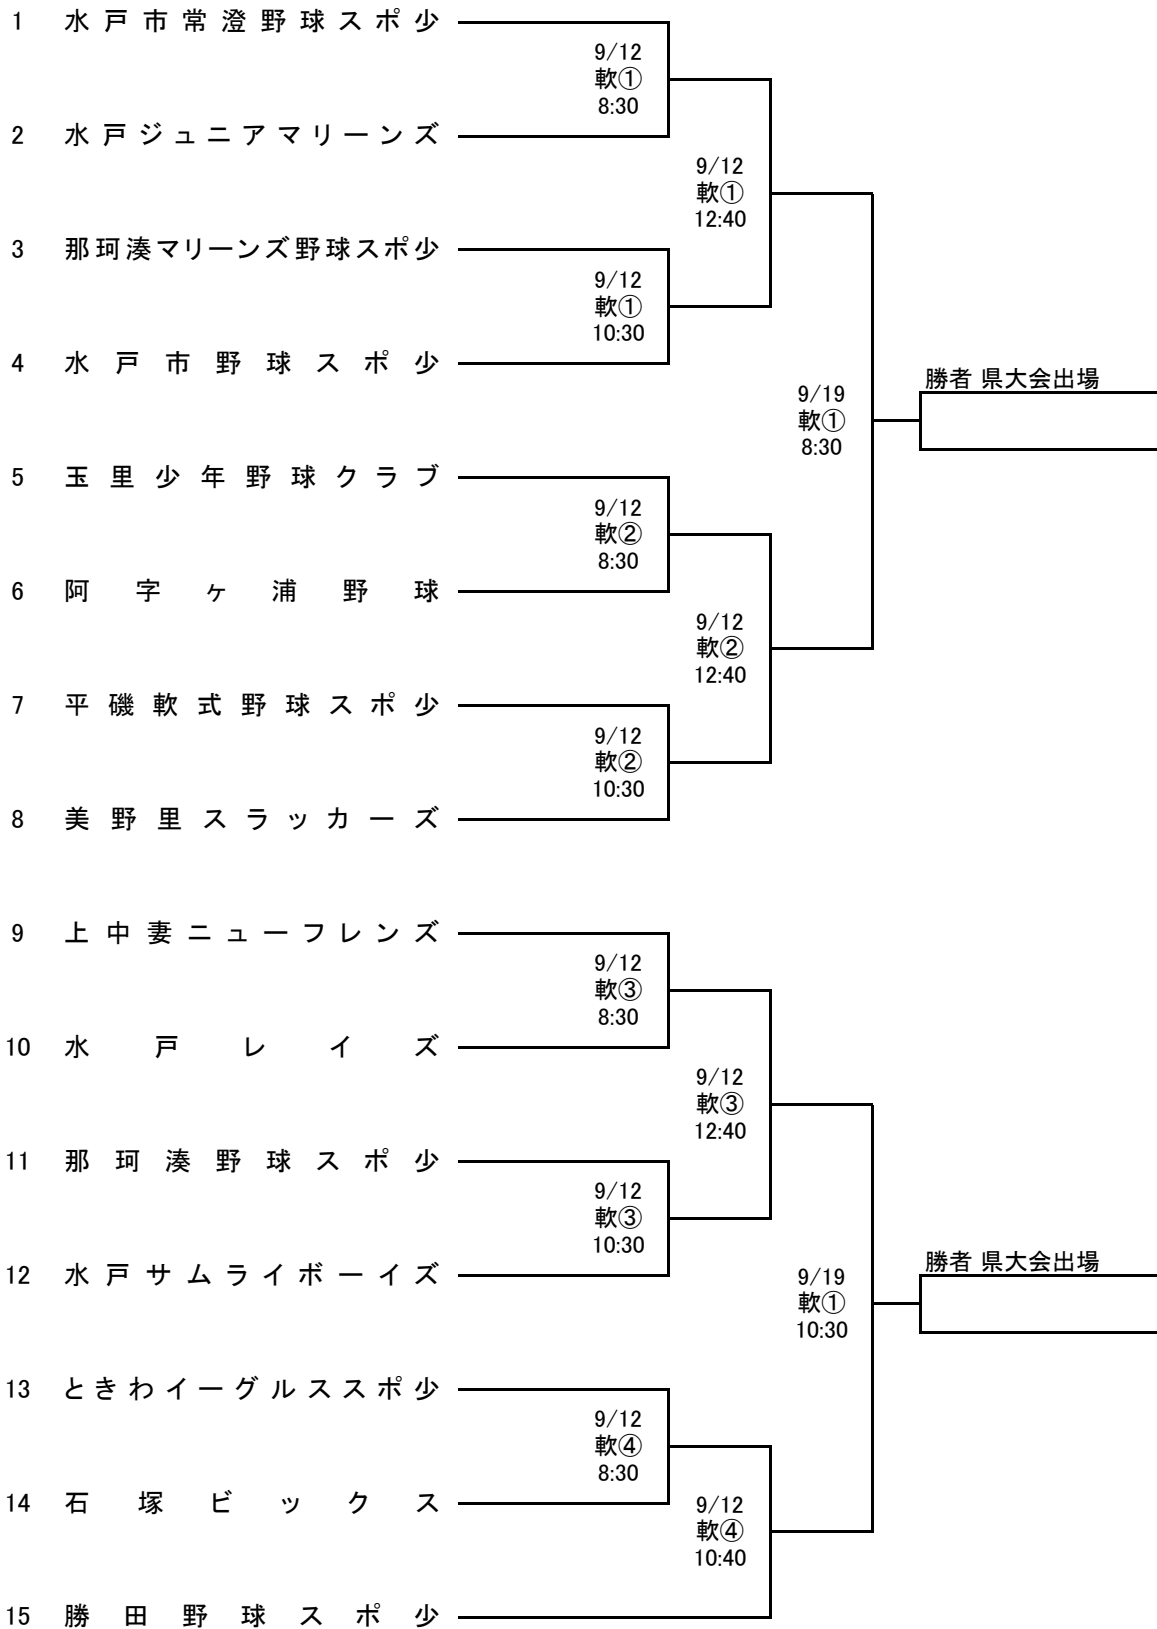 1 水戸市常澄野球スポ少
9/12
軟①
8:30
2 水戸ジュニアマリーンズ
9/12
軟①
12:40
3 那珂湊マリーンズ野球スポ少
9/12
軟①
10:30
4 水戸市野球スポ少
勝者 県大会出場
9/19
軟①
8:30
5 玉里少年野球クラブ
9/12
軟②
8:30
6 阿字ヶ浦野球
9/12
軟②
12:40
7 平磯軟式野球スポ少
9/12
軟②
10:30
8 美野里スラッカーズ
9 上中妻ニューフレンズ
9/12
軟③
8:30
10 水戸レイズ
9/12
軟③
12:40
11 那珂湊野球スポ少
9/12
軟③
10:30
12 水戸サムライボーイズ
勝者 県大会出場
9/19
軟①
10:30
13 ときわイーグルススポ少
9/12
軟④
8:30
14 石塚ビックス
9/12
軟④
10:40
15 勝田野球スポ少